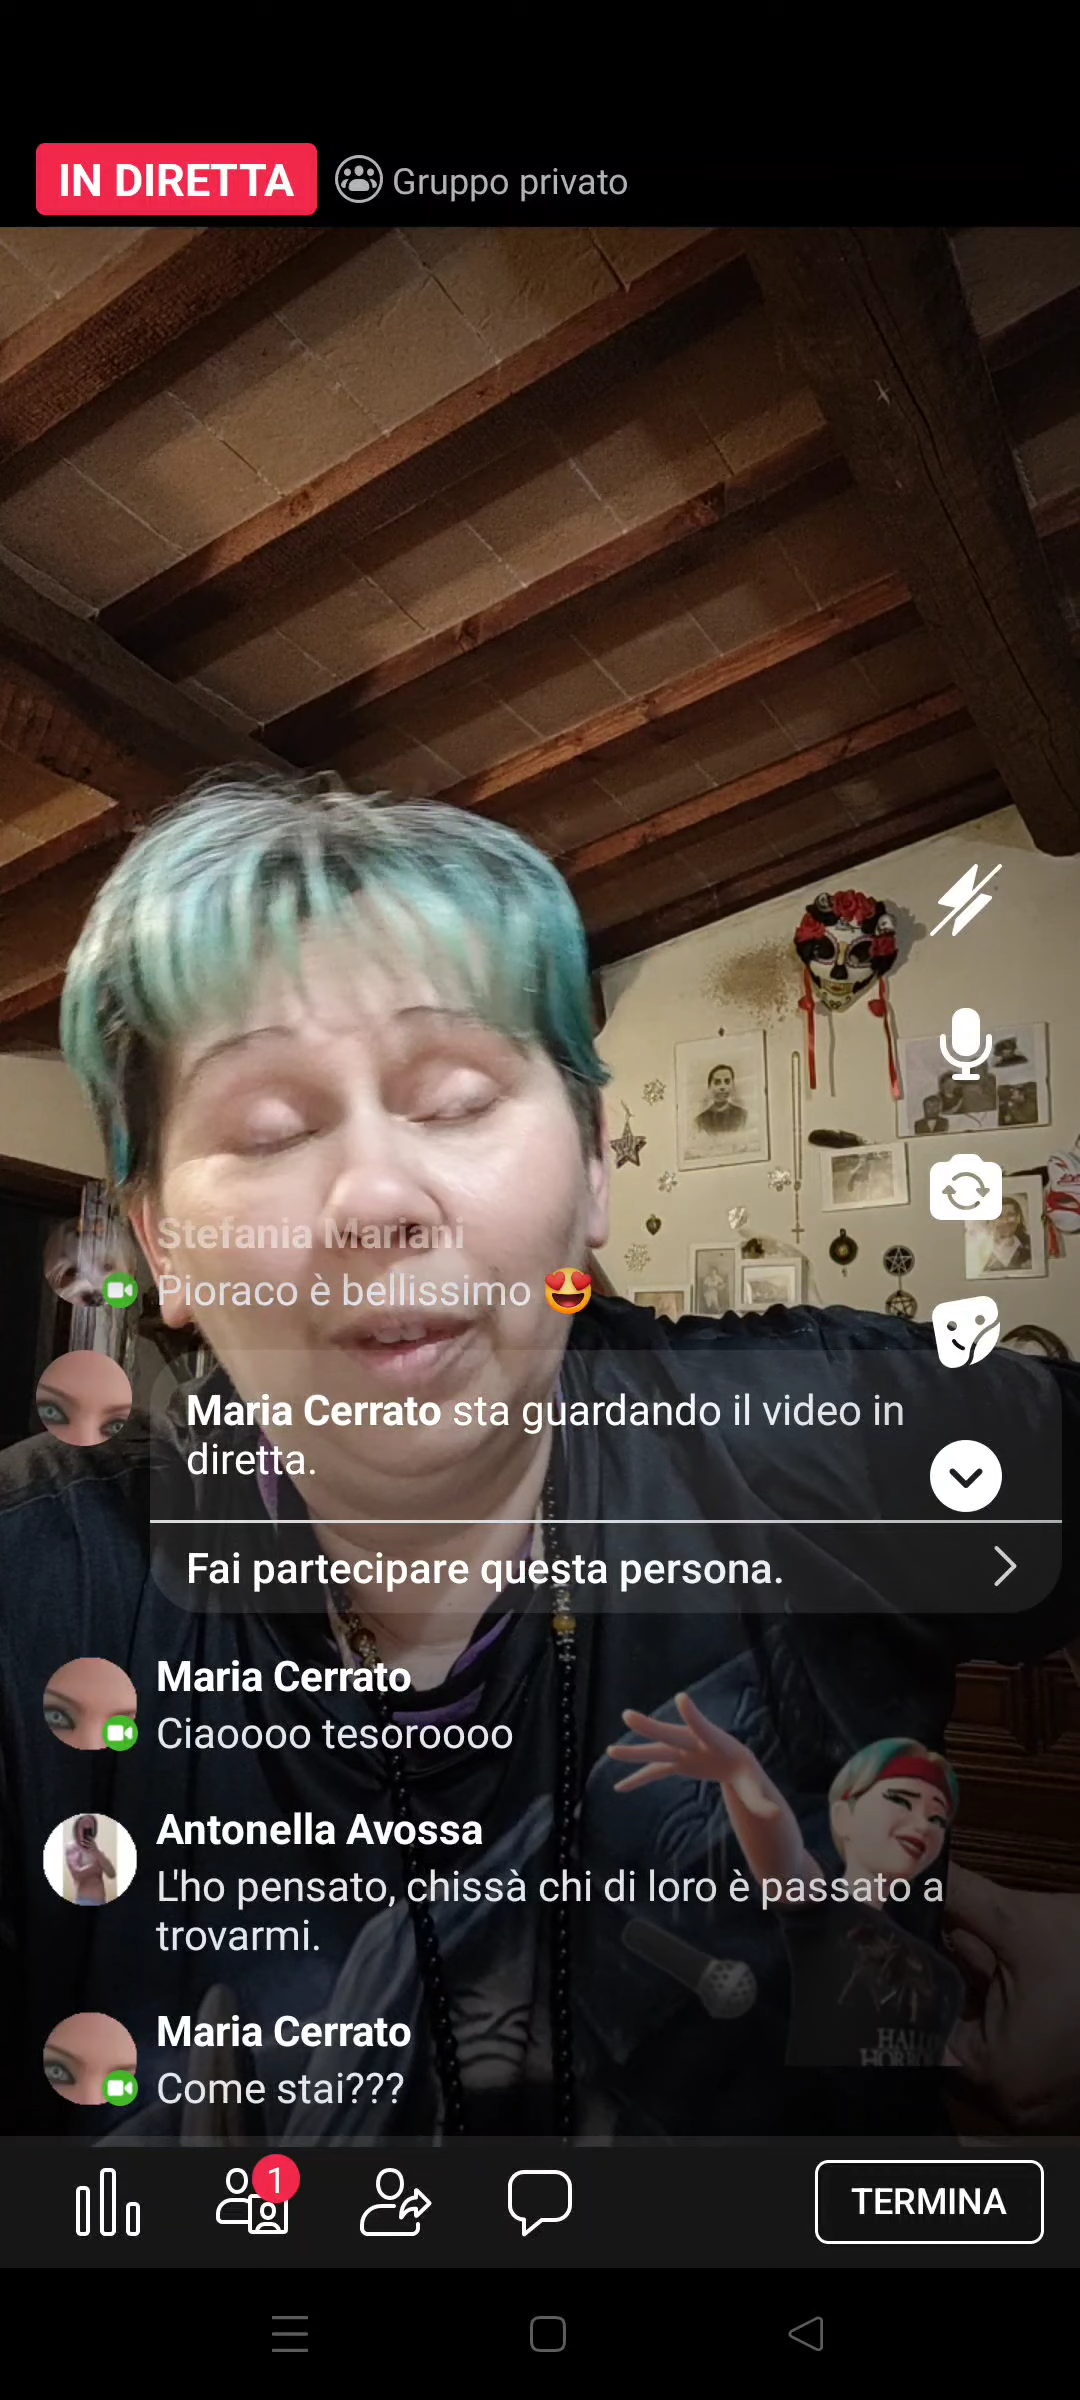 IN DIRETTA
Gruppo privato
Stefania Mariani
Pioraco è bellissimo 😍
Maria Cerrato sta guardando il video in
diretta.
Fai partecipare questa persona.
Maria Cerrato
Ciaoooo tesoroooo
Antonella Avossa
L'ho pensato, chissà chi di loro è passato a
trovarmi.
HALL
HORRO
Maria Cerrato
Come stai???
1
TERMINA